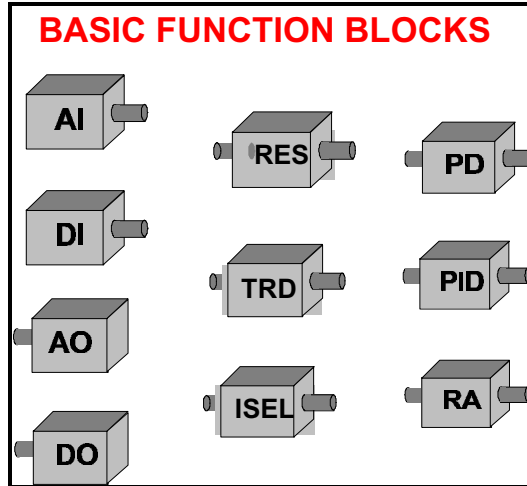 BASIC FUNCTION BLOCKS
AI
DI
AO
DO
RES
TRD
ISEL
PD
PID
RA